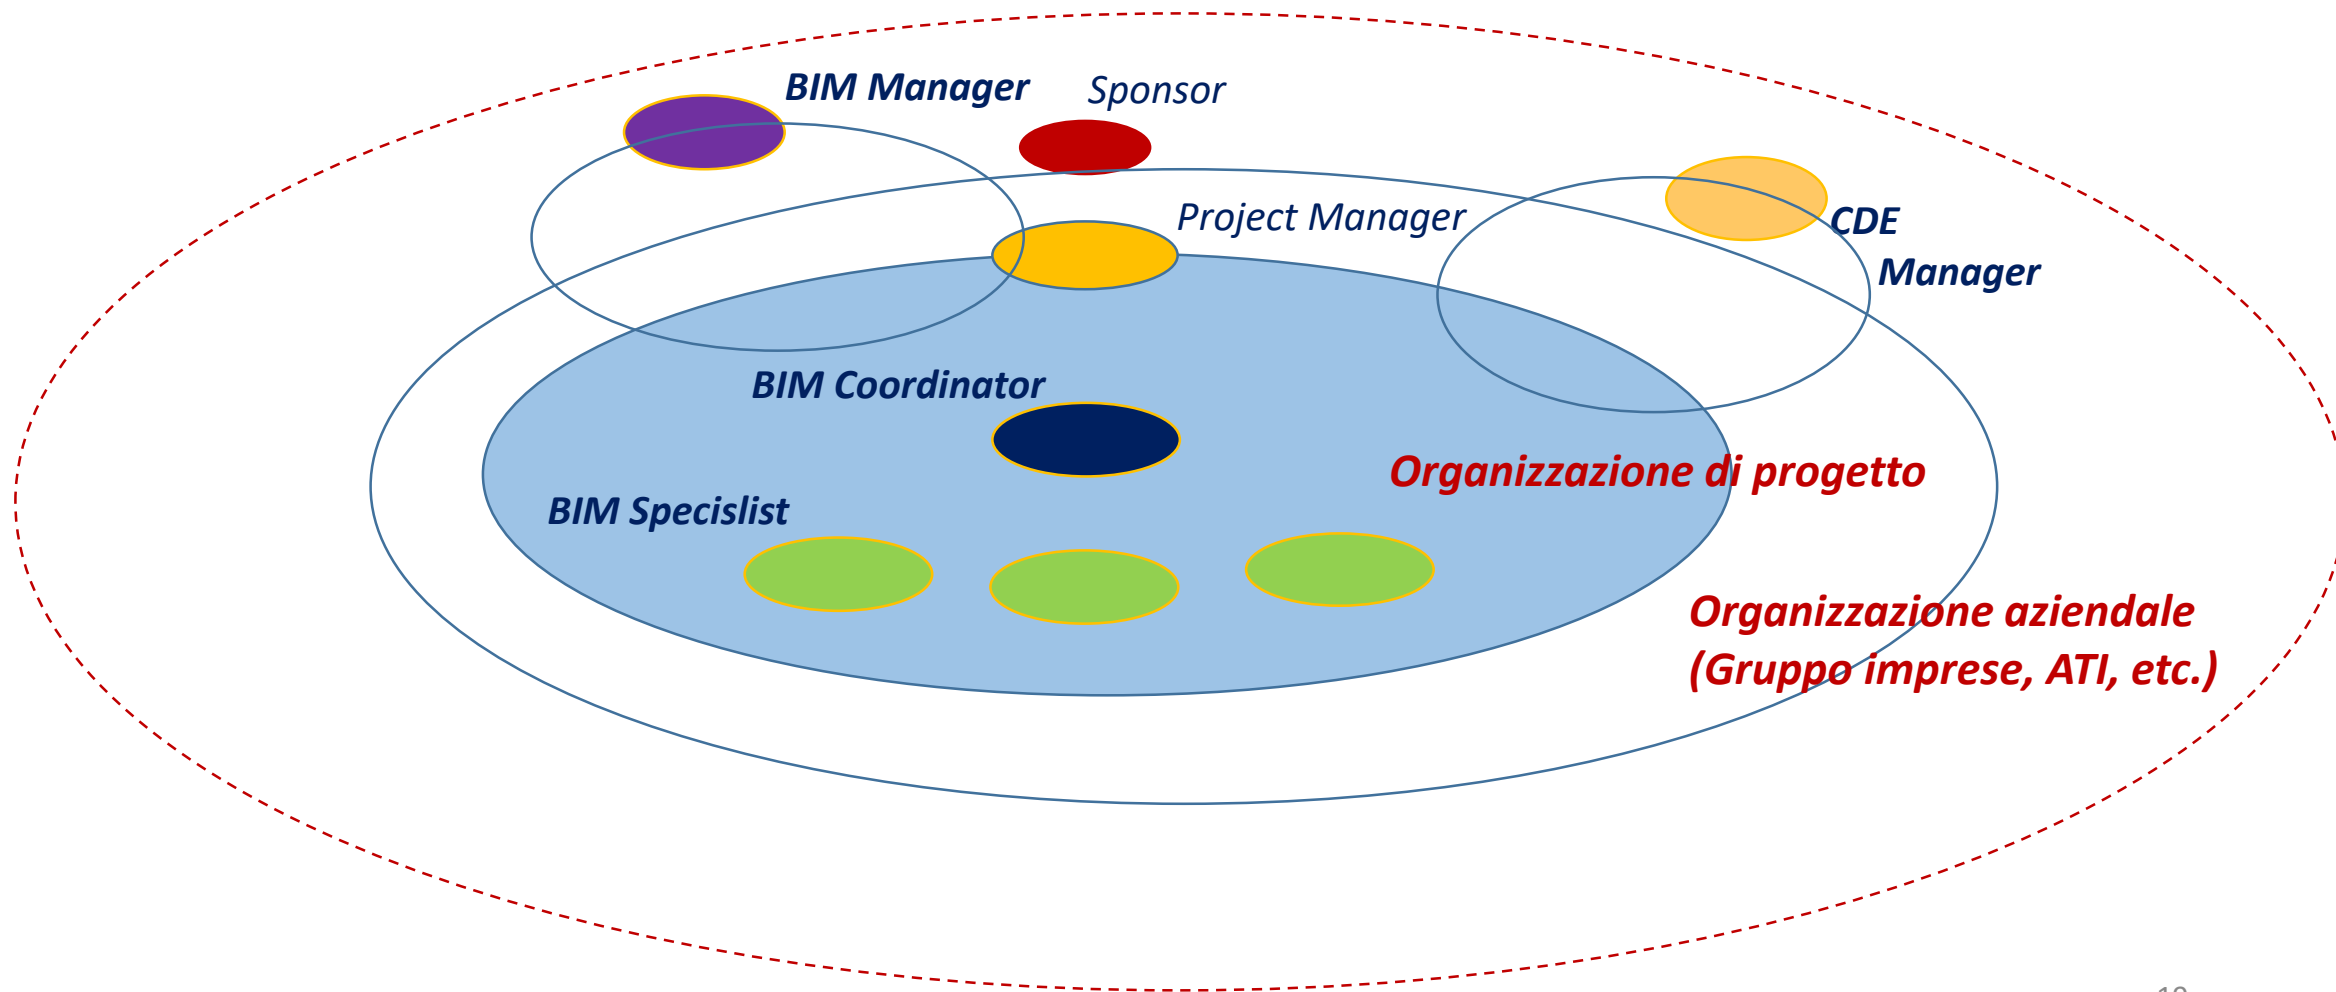 BIM Manager
Sponsor
Project Manager
CDE
Manager
BIM Coordinator
Organizzazione di progetto
BIM Specislist
Organizzazione aziendale
(Gruppo imprese, ATI, etc.)